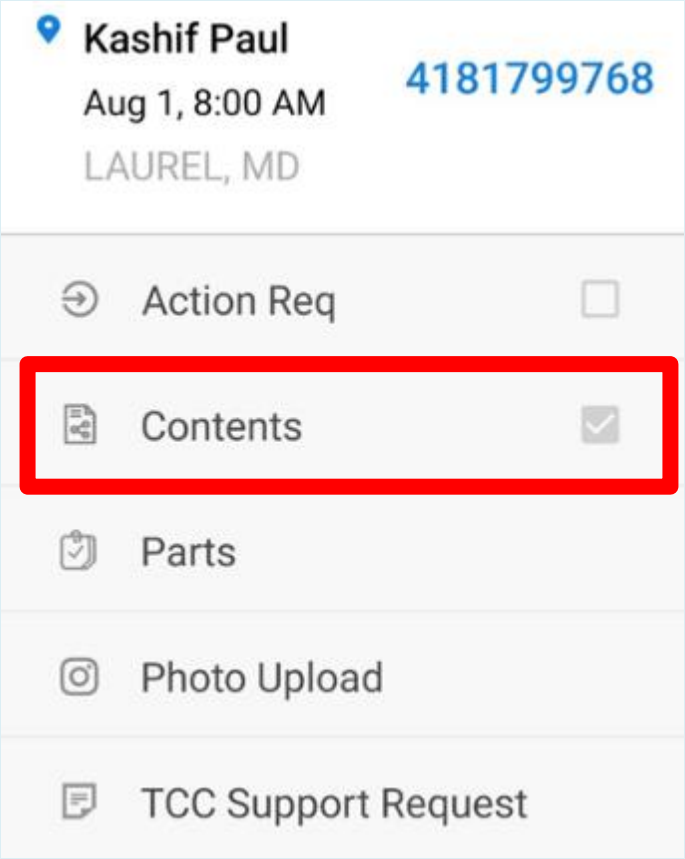 Kashif Paul
4181799768
Aug 1, 8:00 AM
LAUREL, MD
Action Req
Contents
Parts
Photo Upload
TCC Support Request